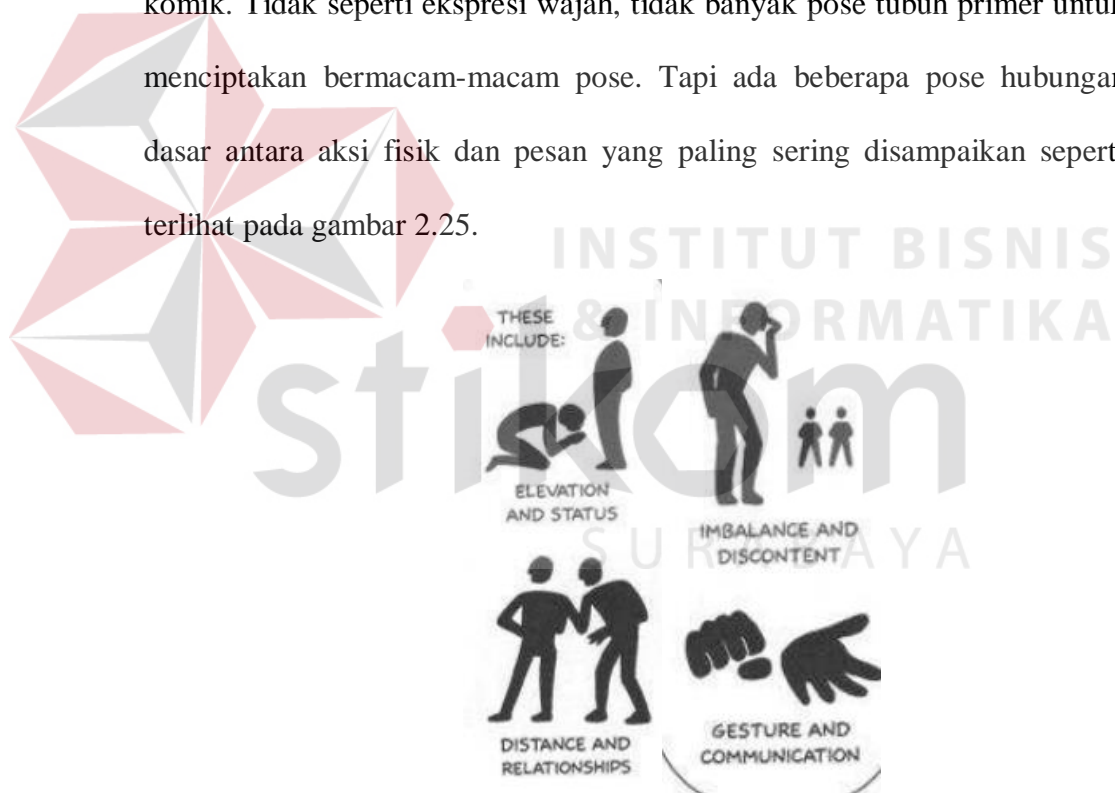 komik. Tidak seperti ekspresi wajah, tidak banyak pose tubuh primer untuk
menciptakan bermacam-macam pose. Tapi ada beberapa pose hubungan
dasar antara aksi fisik dan pesan yang paling sering disampaikan seperti
terlihat pada gambar 2.25.
INSTITUT BISNIS
& INFORMATIKA
stikom
SURABAYA
THESE
INCLUDE:
ELEVATION
AND STATUS
IMBALANCE AND
DISCONTENT
DISTANCE AND
RELATIONSHIPS
GESTURE AND
COMMUNICATION